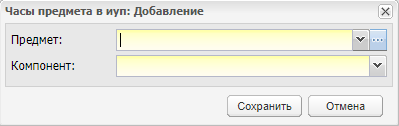 Часы предмета в иуп: Добавление
Предмет:
Компонент:
Сохранить Отмена